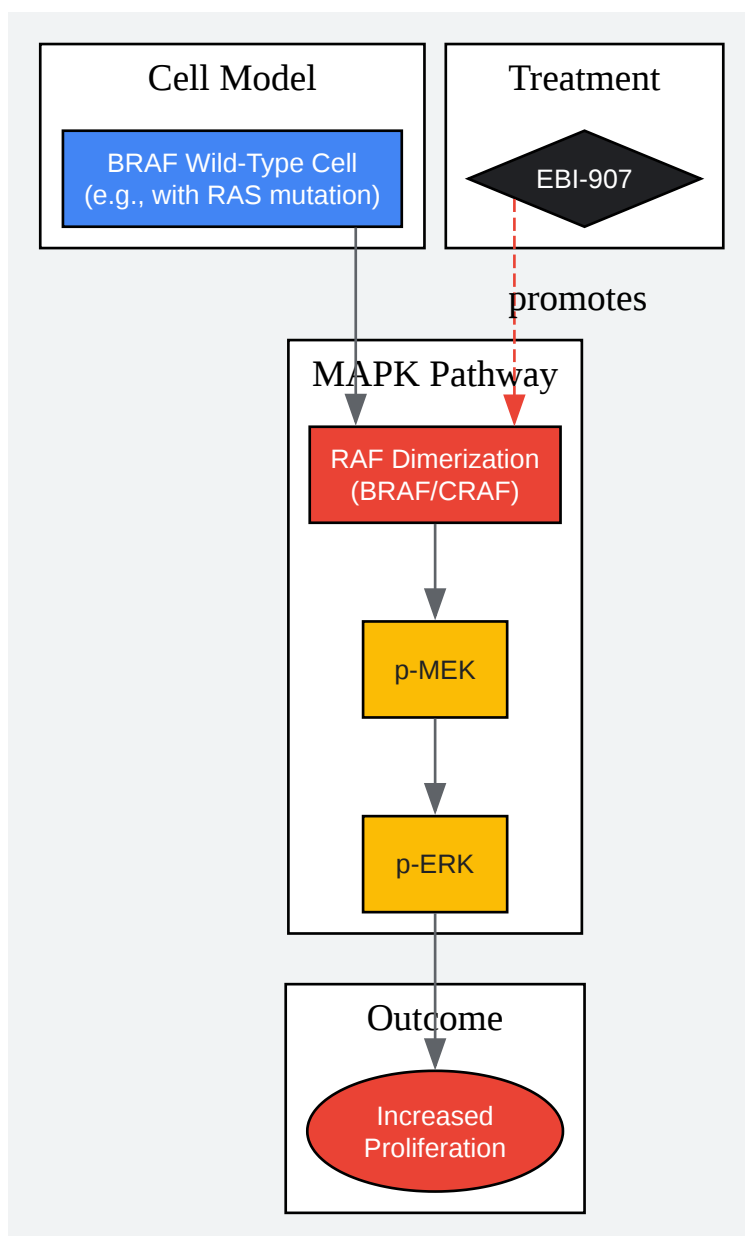 Cell Model
BRAF Wild-Type Cell
(e.g., with RAS mutation)
Treatment
EBI-907
promotes
MAPK Pathway
RAF Dimerization
(BRAF/CRAF)
p-MEK
p-ERK
Outcome
Increased
Proliferation